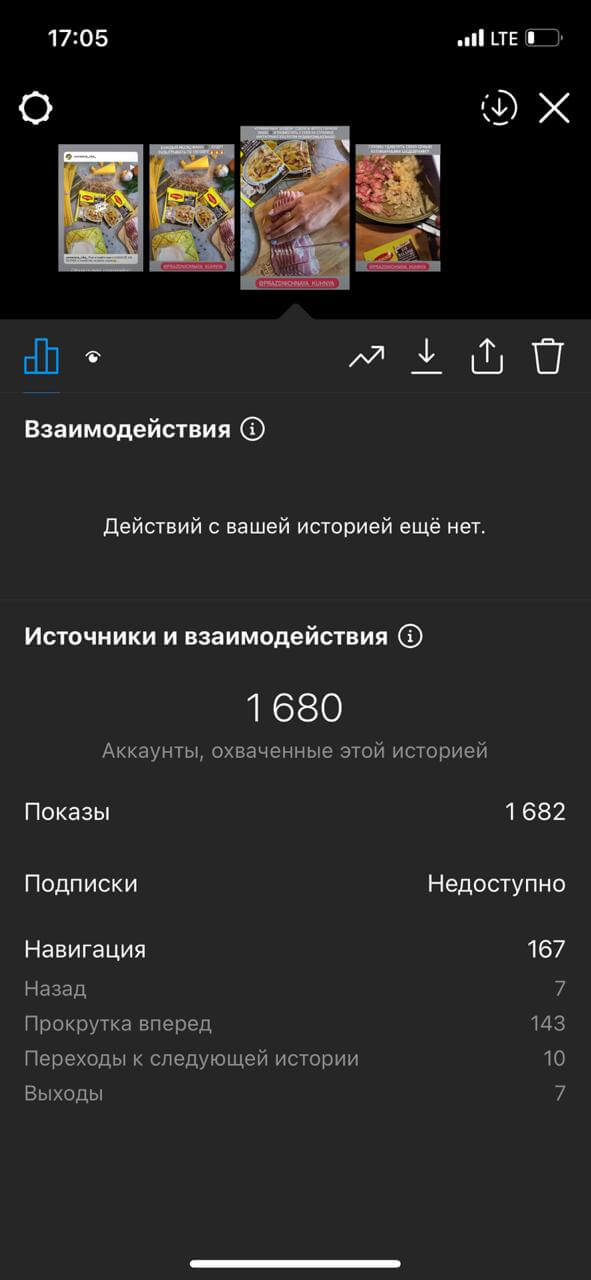 17:05
LTE
MAGGI
@PRAZDNICHNAYA_KUHNYA
@PRAZDNICHNAYA_KUHNYA
@PRAZDNICHNAYA_KUHNYA
Взаимодействия
Действий с вашей историей ещё нет.
Источники и взаимодействия
1 680
Аккаунты, охваченные этой историей
Показы 1 682
Подписки Недоступно
Навигация 167
Назад 7
Прокрутка вперед 143
Переходы к следующей истории 10
Выходы 7